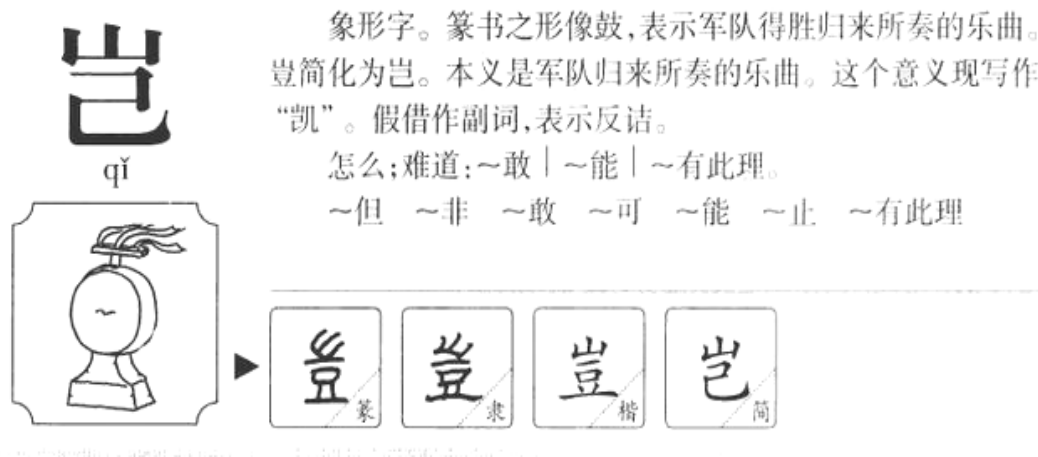 岂
qǐ
象形字。篆书之形像鼓,表示军队得胜归来所奏的乐曲。
豈简化为岂。本义是军队归来所奏的乐曲。这个意义现写作
“凯”。假借作副词,表示反诘。
怎么;难道:～敢｜～能｜～有此理。
～但 ～非 ～敢 ～可 ～能 ～止 ～有此理
豈 篆
豈 隶
豈 楷
岂 简